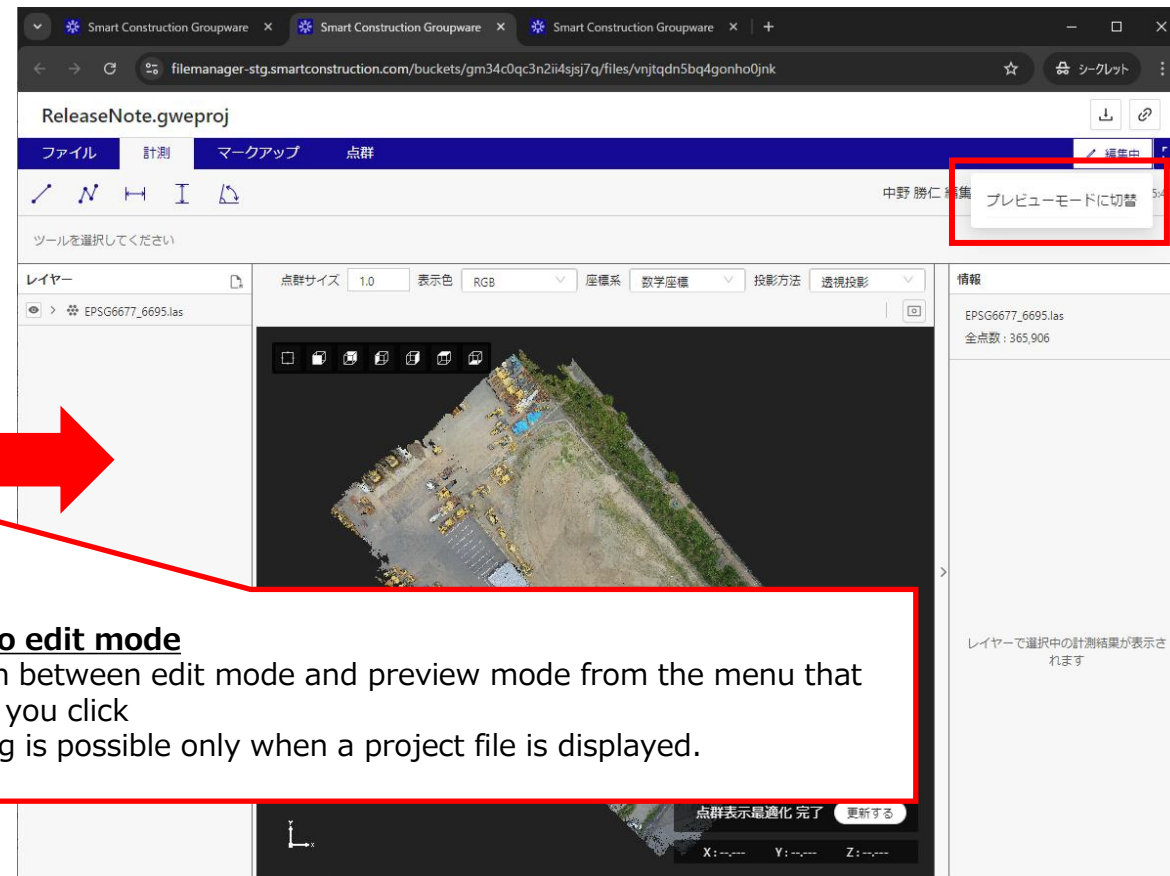 Smart Construction Groupware
Smart Construction Groupware
Smart Construction Groupware
filemanager-stg.smartconstruction.com/buckets/gm34c0qc3n2ii4sjsj7q/files/vnjtqdn5bq4gonho0jnk
シークレット
ReleaseNote.gweproj
ファイル 計測 マークアップ 点群
編集中
中野 勝仁 編集
プレビューモードに切替
ツールを選択してください
レイヤー
点群サイズ 1.0 表示色 RGB 座標系 数学座標 投影方法 透視投影
情報
EPSG6677_6695.las
EPSG6677_6695.las
全点数 : 365,906
レイヤーで選択中の計測結果が表示さ
れます
o edit mode
between edit mode and preview mode from the menu that
you click
g is possible only when a project file is displayed.
点群表示最適化 完了 更新する
Y
x
X : --.--- Y : --.--- Z : --.---